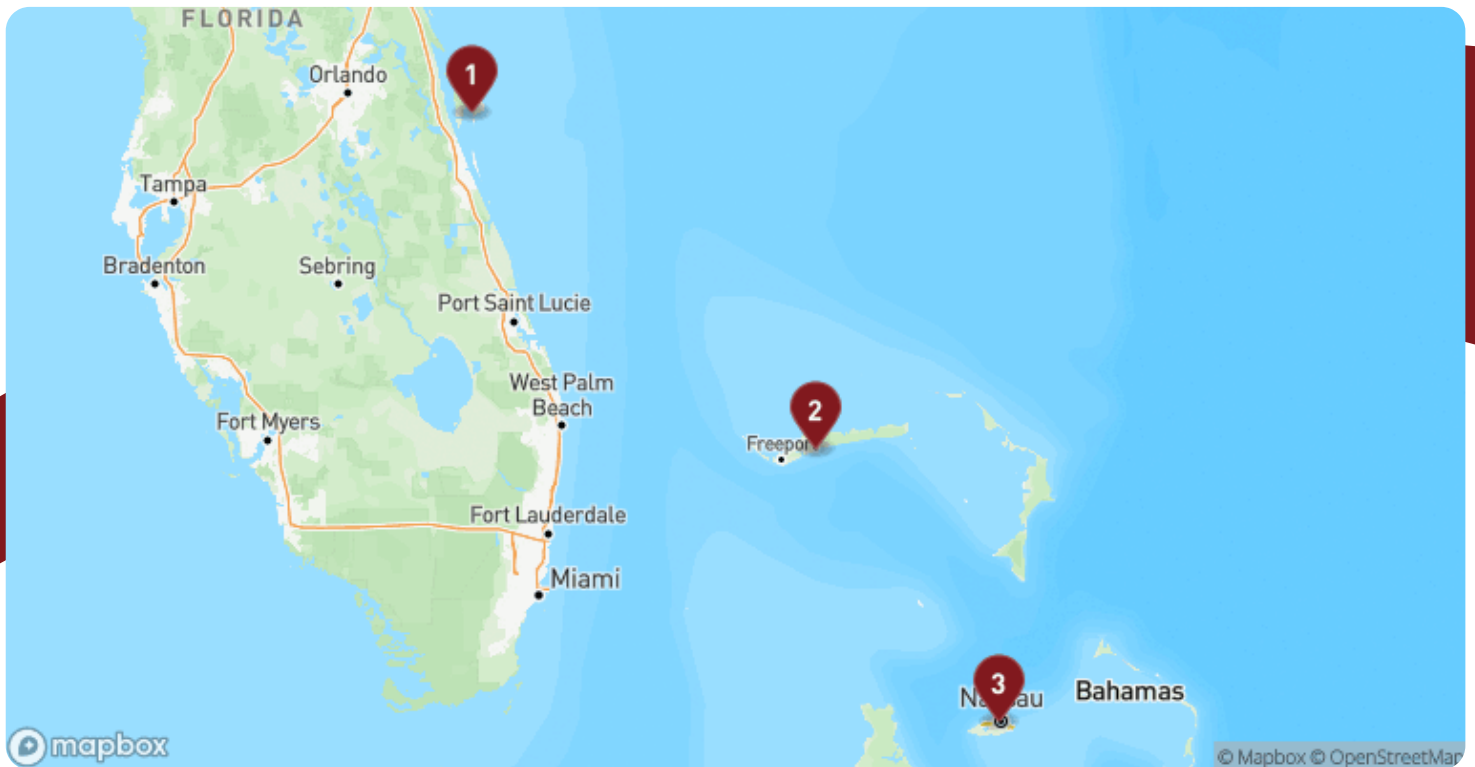 FLORIDA
Orlando
1
Tampa
Bradenton
Sebring
Port Saint Lucie
West Palm
Beach
2
Fort Myers
Freeport
Fort Lauderdale
Miami
3
Nassau
Bahamas
mapbox
© Mapbox © OpenStreetMap